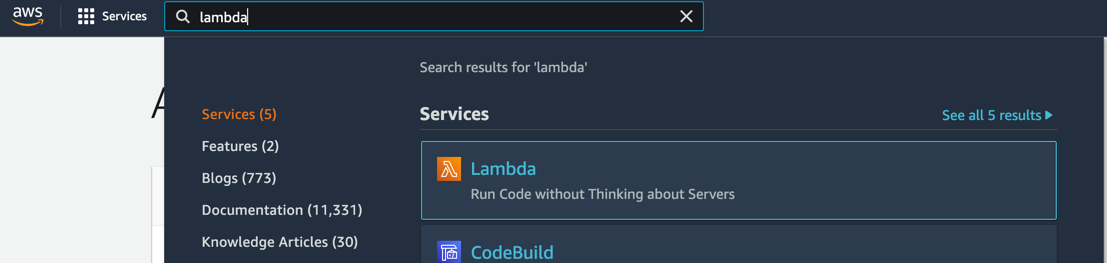 aws
Services
lambda
Search results for 'lambda'
Services (5)
Features (2)
Blogs (773)
Documentation (11,331)
Knowledge Articles (30)
Services
See all 5 results
Lambda
Run Code without Thinking about Servers
CodeBuild